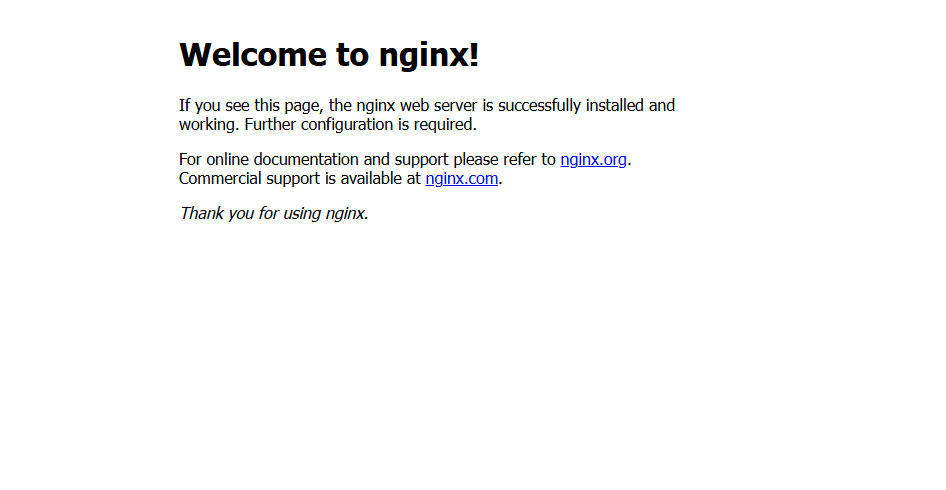 Welcome to nginx!
If you see this page, the nginx web server is successfully installed and
working. Further configuration is required.
For online documentation and support please refer to nginx.org.
Commercial support is available at nginx.com.
Thank you for using nginx.